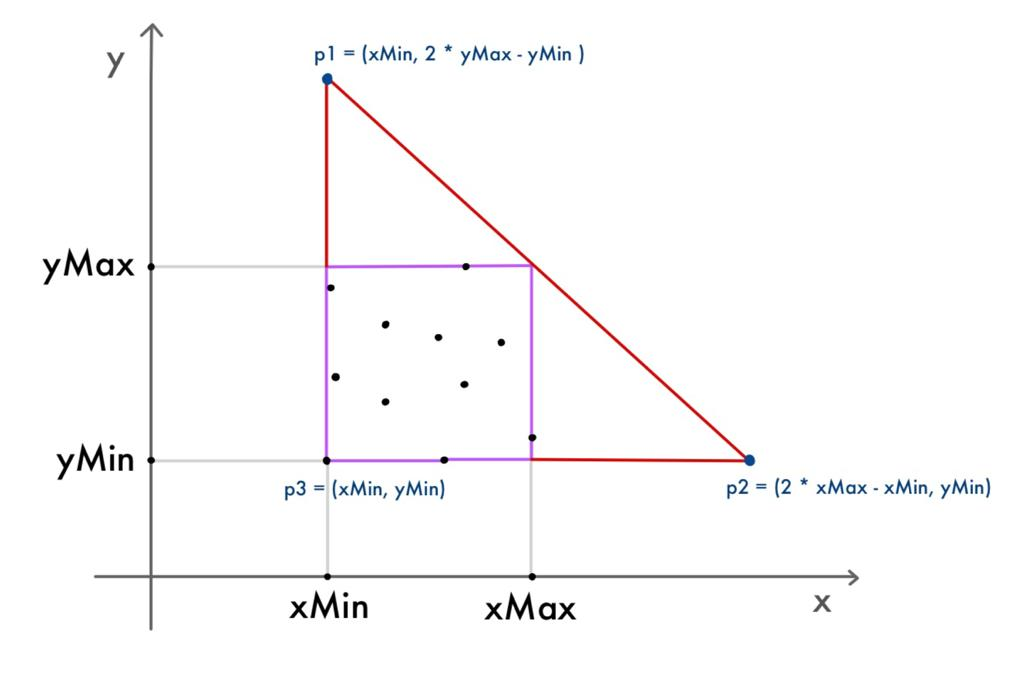 y
p1 = (xMin, 2 * yMax - yMin )
yMax
yMin
p3 = (xMin, yMin)
p2 = (2 * xMax - xMin, yMin)
xMin
xMax
x